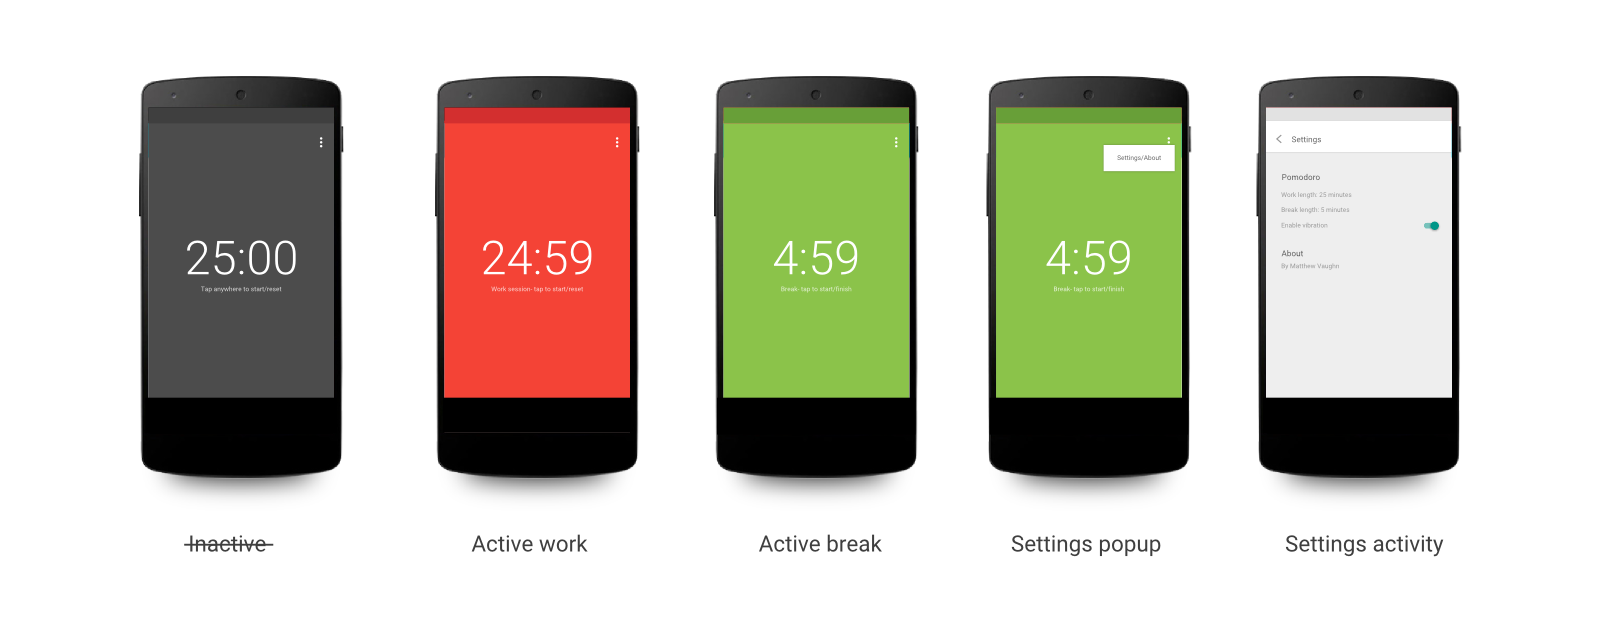 25:00
Tap anywhere to start/reset
24:59
Work session- tap to start/reset
4:59
Break- tap to start/finish
Settings/About
4:59
Break- tap to start/finish
Settings
Pomodoro
Work length: 25 minutes
Break length: 5 minutes
Enable vibration
About
By Matthew Vaughn
Inactive
Active work
Active break
Settings popup
Settings activity